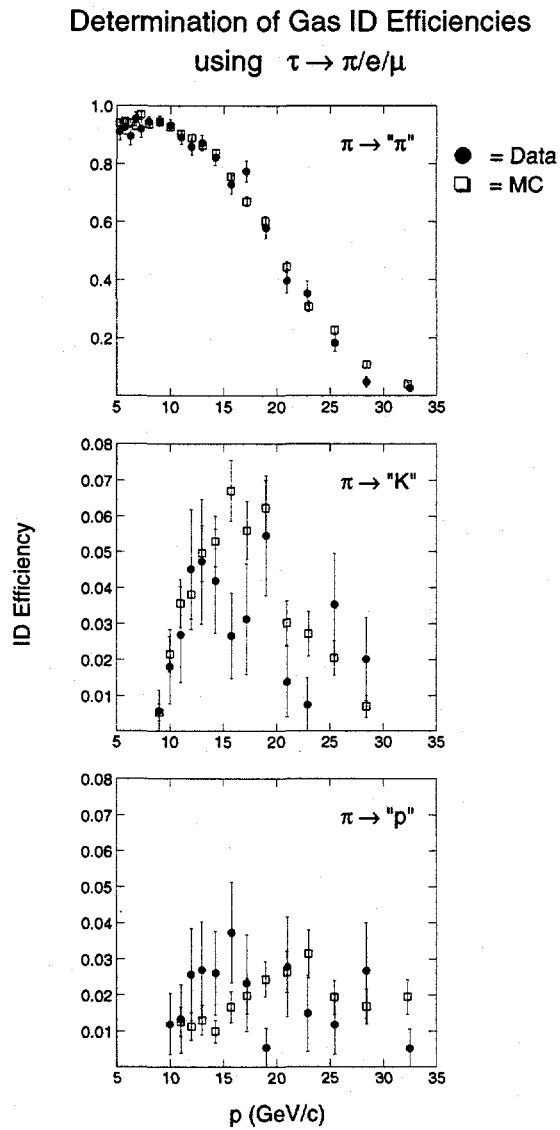 Determination of Gas ID Efficiencies
using τ → π/e/μ
● = Data
□ = MC
π → "π"
1.0
0.8
0.6
0.4
0.2
5 10 15 20 25 30 35
π → "K"
0.08
0.07
0.06
0.05
0.04
0.03
0.02
0.01
5 10 15 20 25 30 35
ID Efficiency
π → "p"
0.08
0.07
0.06
0.05
0.04
0.03
0.02
0.01
5 10 15 20 25 30 35
p (GeV/c)